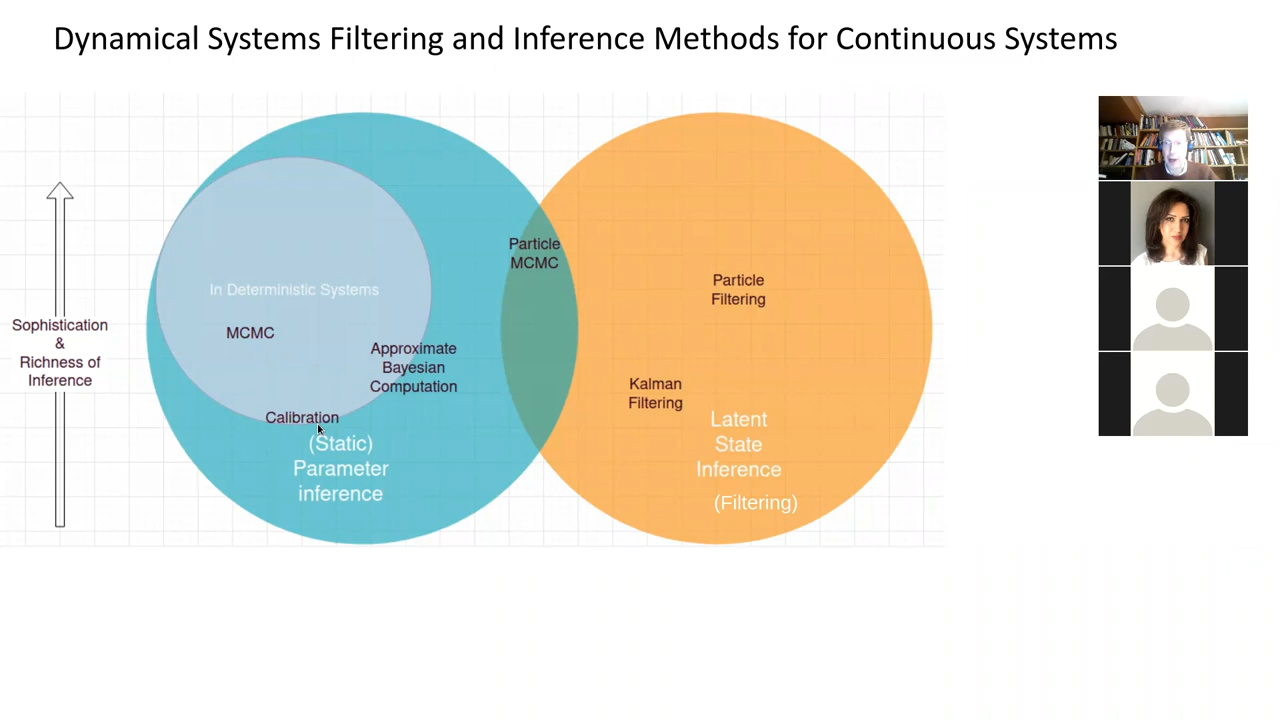 Dynamical Systems Filtering and Inference Methods for Continuous Systems
Sophistication
&
Richness of
Inference
In Deterministic Systems
MCMC
Approximate
Bayesian
Computation
Calibration
(Static)
Parameter
inference
Particle
MCMC
Particle
Filtering
Kalman
Filtering
Latent
State
Inference
(Filtering)